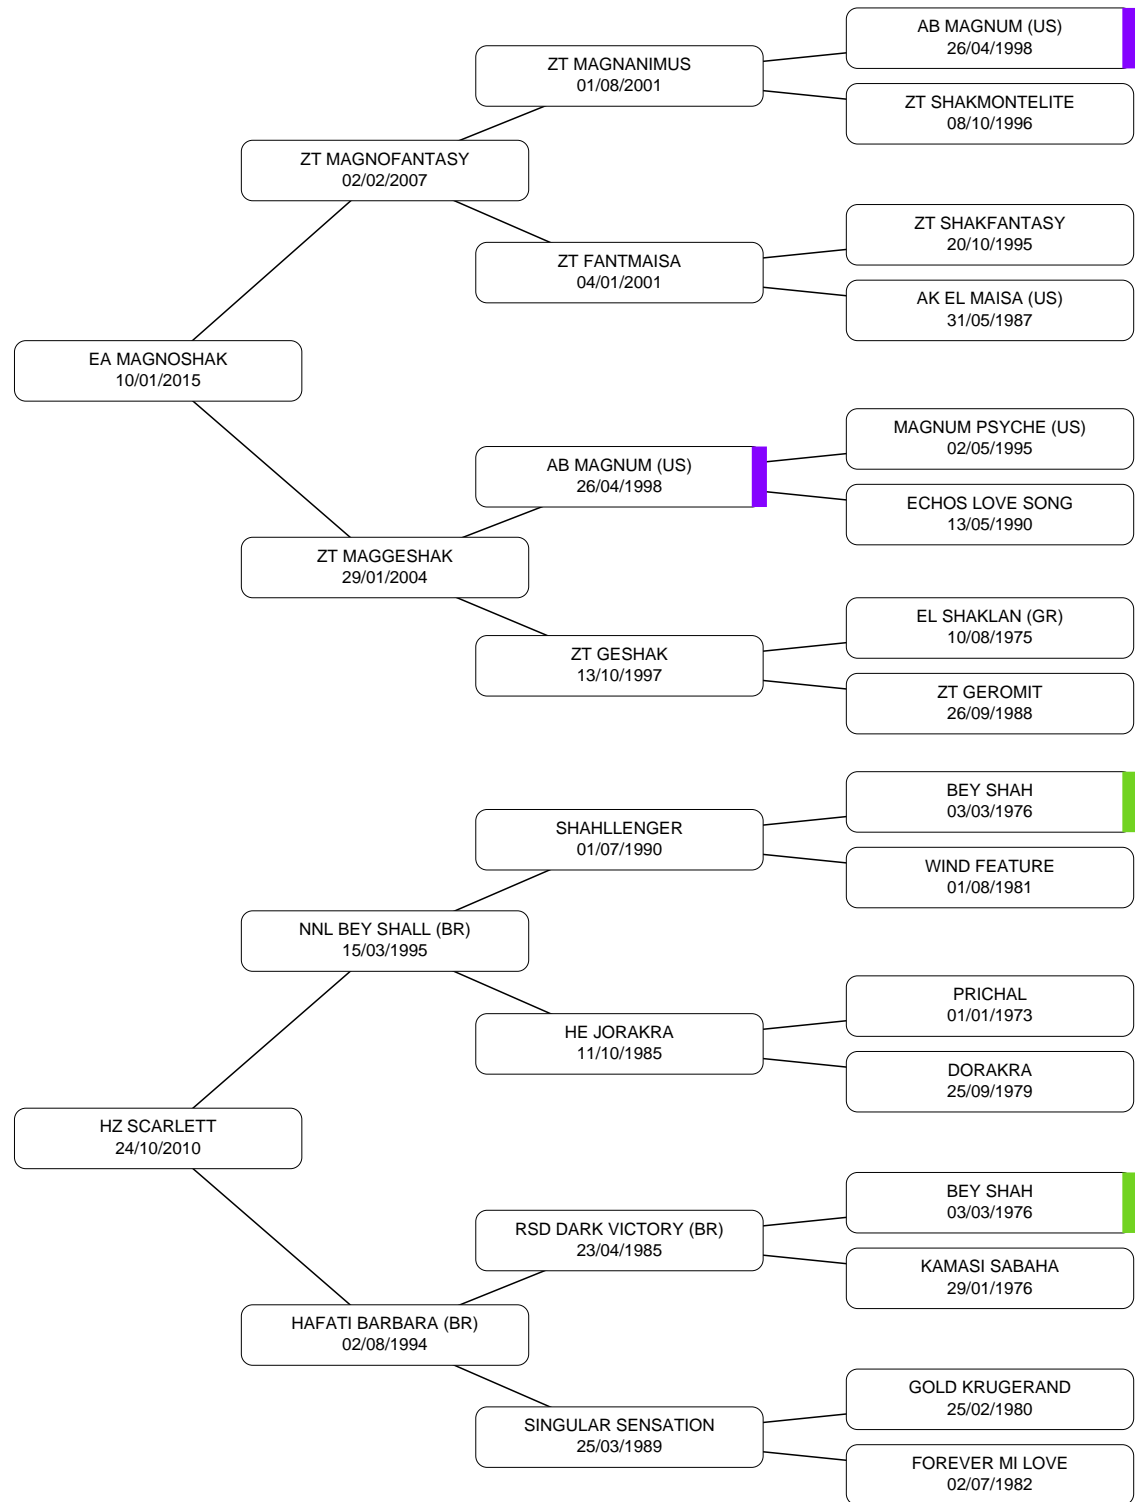 AB MAGNUM (US)
26/04/1998
ZT MAGNANIMUS
01/08/2001
ZT SHAKMONTELITE
08/10/1996
ZT MAGNOFANTASY
02/02/2007
ZT SHAKFANTASY
20/10/1995
ZT FANTMAISA
04/01/2001
AK EL MAISA (US)
31/05/1987
EA MAGNOSHAK
10/01/2015
MAGNUM PSYCHE (US)
02/05/1995
AB MAGNUM (US)
26/04/1998
ECHOS LOVE SONG
13/05/1990
ZT MAGGESHAK
29/01/2004
EL SHAKLAN (GR)
10/08/1975
ZT GESHAK
13/10/1997
ZT GEROMIT
26/09/1988
BEY SHAH
03/03/1976
SHAHLLENGER
01/07/1990
WIND FEATURE
01/08/1981
NNL BEY SHALL (BR)
15/03/1995
PRICHAL
01/01/1973
HE JORAKRA
11/10/1985
DORAKRA
25/09/1979
HZ SCARLETT
24/10/2010
BEY SHAH
03/03/1976
RSD DARK VICTORY (BR)
23/04/1985
KAMASI SABAHA
29/01/1976
HAFATI BARBARA (BR)
02/08/1994
GOLD KRUGERAND
25/02/1980
SINGULAR SENSATION
25/03/1989
FOREVER MI LOVE
02/07/1982